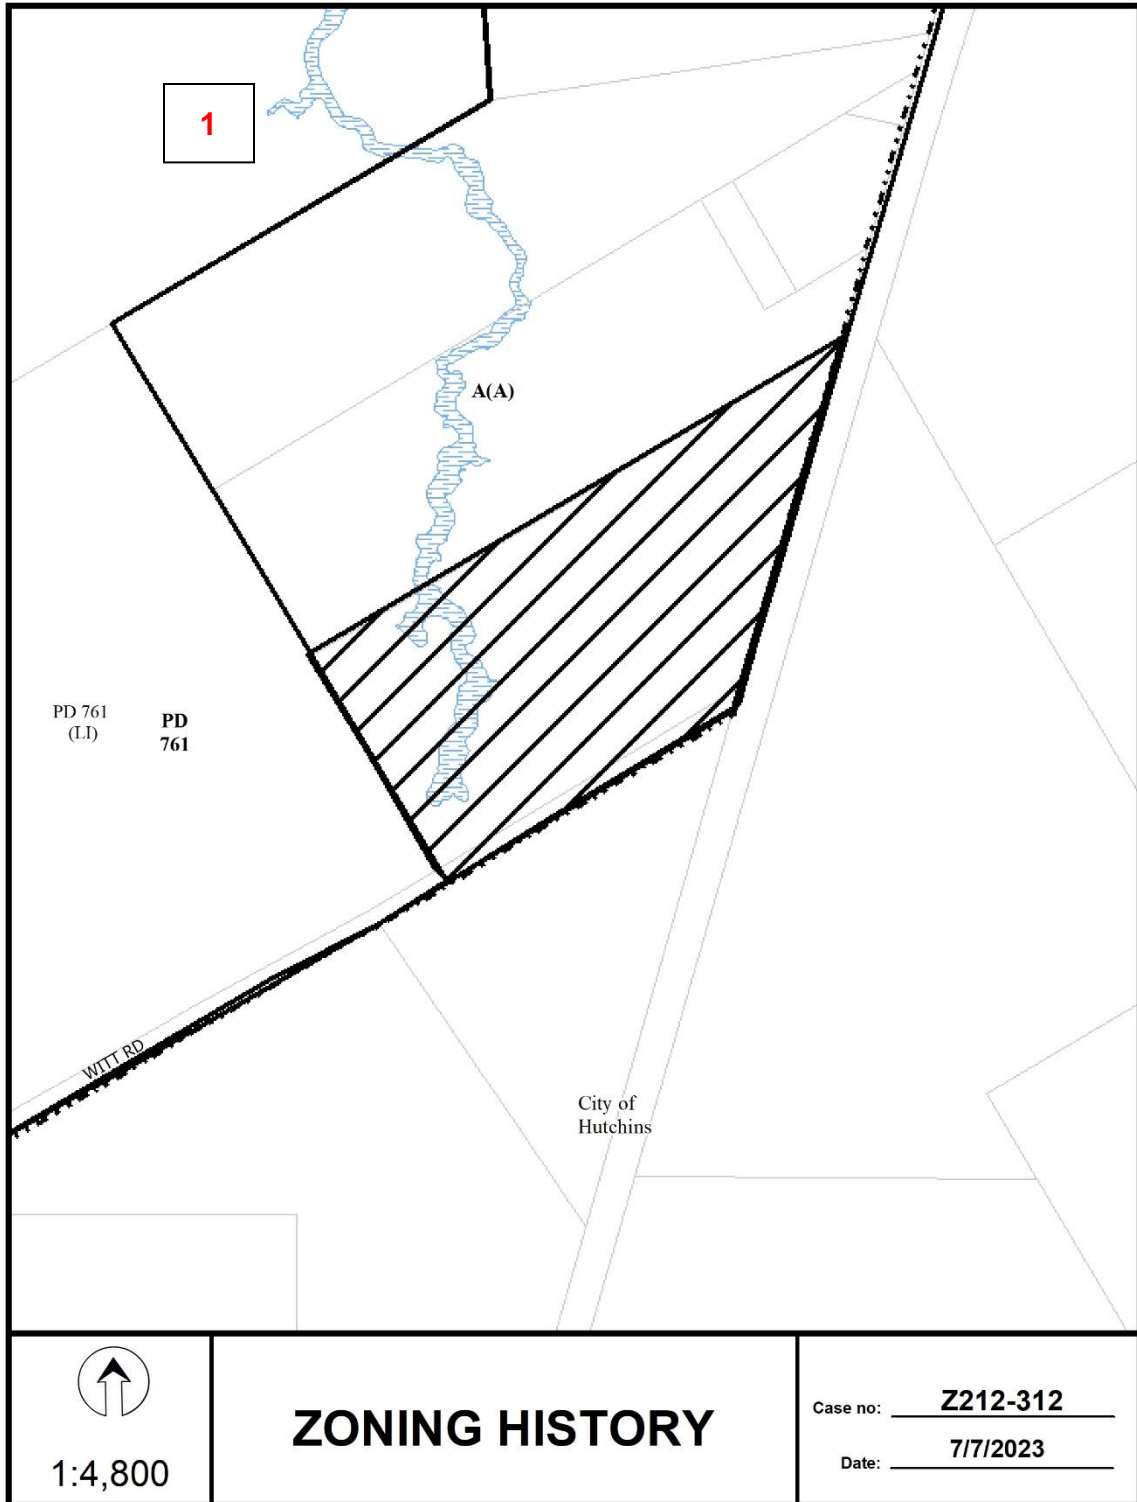 1
A(A)
PD 761
(LI)
PD
761
WITT RD
City of
Hutchins
1:4,800
ZONING HISTORY
Case no: Z212-312
Date: 7/7/2023